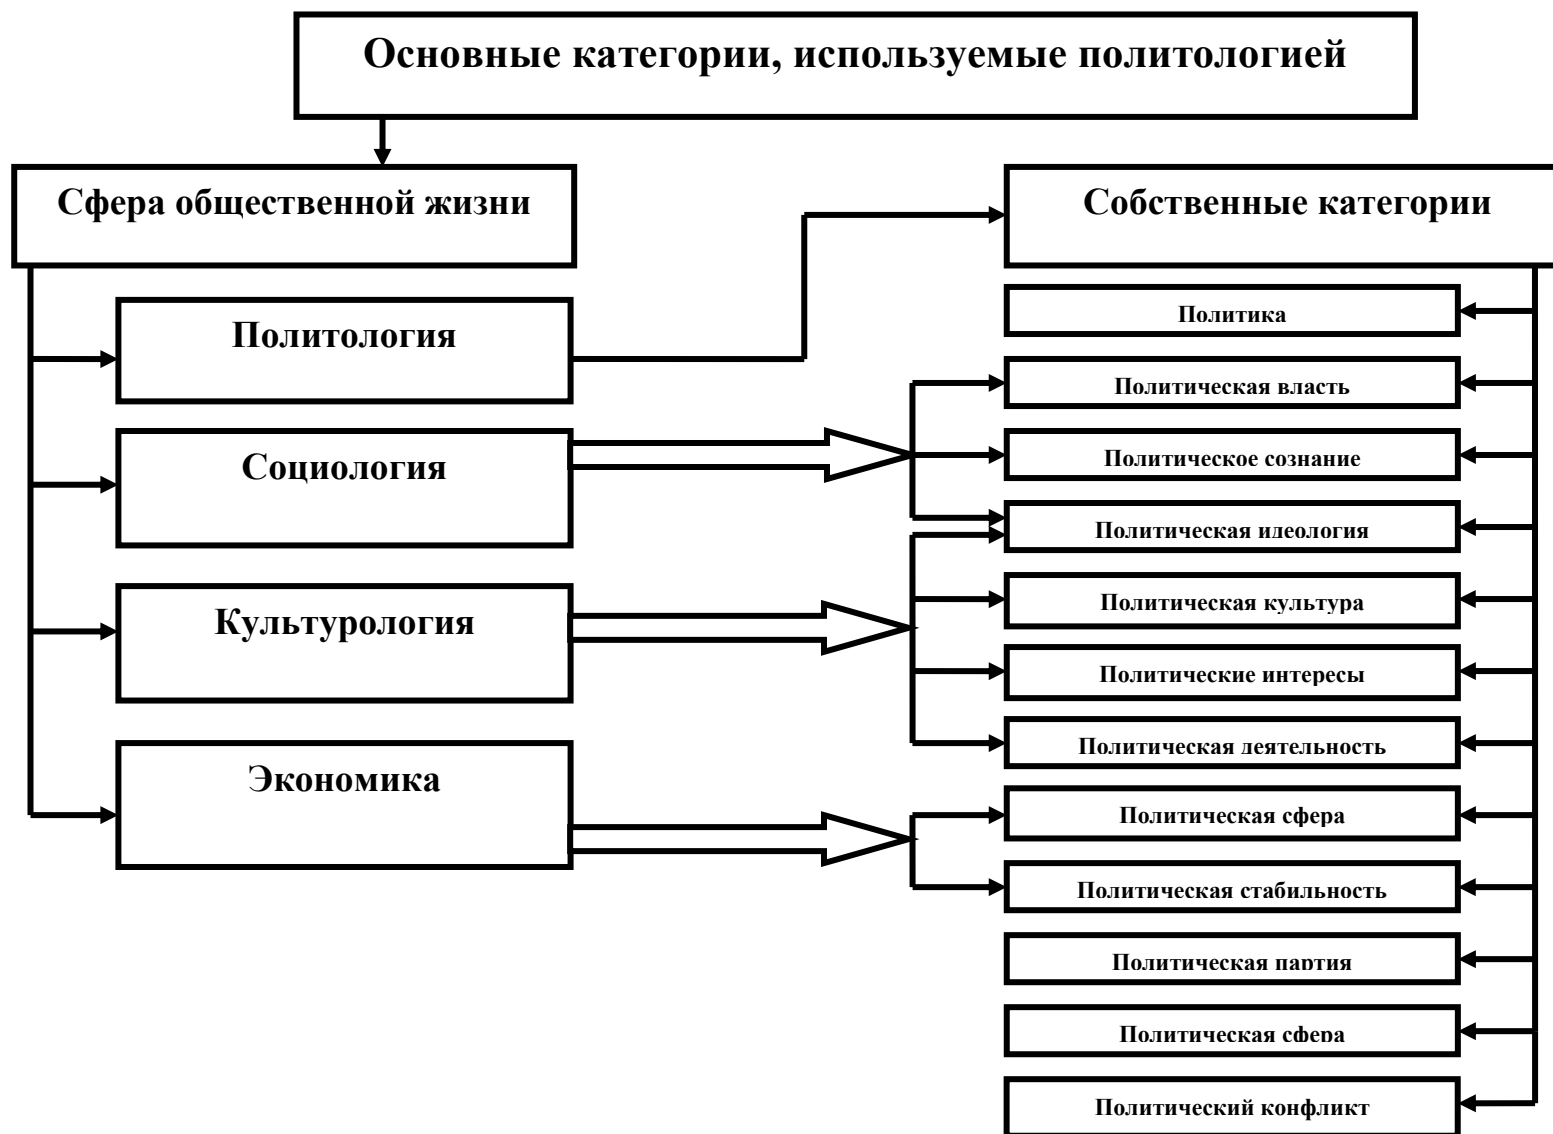 Основные категории, используемые политологией
Сфера общественной жизни
Собственные категории
Политология
Социология
Культурология
Экономика
Политика
Политическая власть
Политическое сознание
Политическая идеология
Политическая культура
Политические интересы
Политическая деятельность
Политическая сфера
Политическая стабильность
Политическая партия
Политическая сфера
Политический конфликт